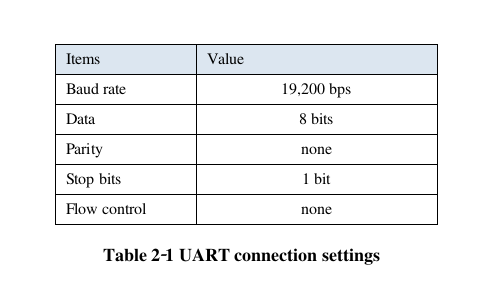 Items Value
Baud rate 19,200 bps
Data 8 bits
Parity none
Stop bits 1 bit
Flow control none
Table 2-1 UART connection settings